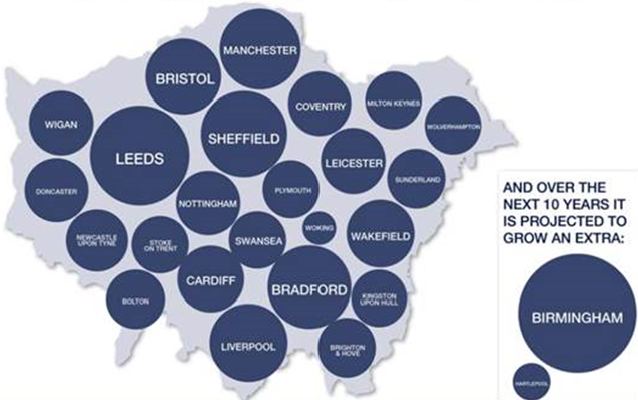 MANCHESTER
BRISTOL
COVENTRY
MILTON KEYNES
WOLVERHAMPTON
WIGAN
SHEFFIELD
LEEDS
LEICESTER
SUNDERLAND
DONCASTER
PLYMOUTH
NOTTINGHAM
WOKING
NEWCASTLE
UPON TYNE
STOKE
ON TRENT
SWANSEA
WAKEFIELD
CARDIFF
BRADFORD
BOLTON
KINGSTON
UPON HULL
LIVERPOOL
BRIGHTON
& HOVE
AND OVER THE
NEXT 10 YEARS IT
IS PROJECTED TO
GROW AN EXTRA:
BIRMINGHAM
HARTLEPOOL